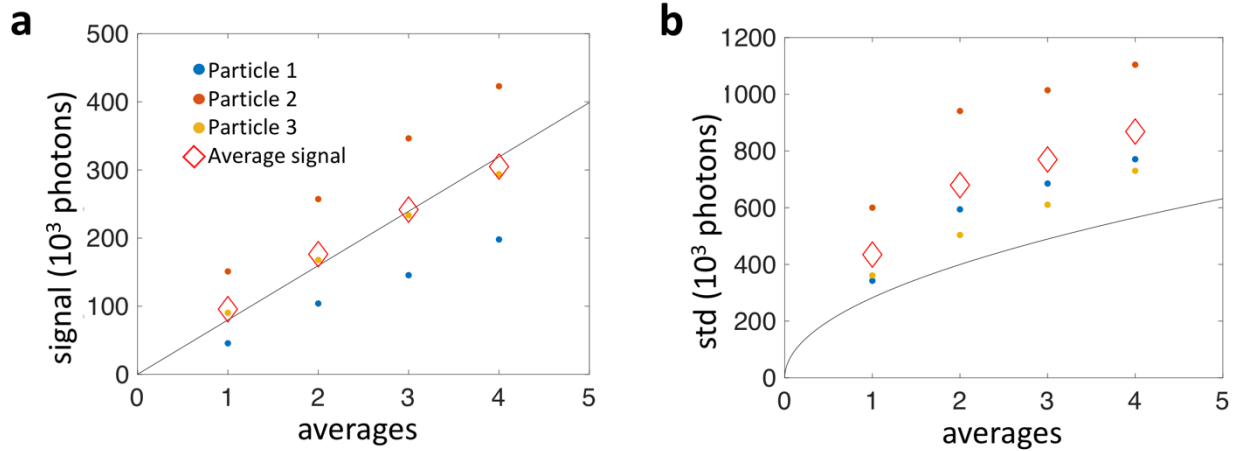 a
500
400
300
200
100
0
signal (10³ photons)
Particle 1
Particle 2
Particle 3
Average signal
0 1 2 3 4 5
averages
b
1200
1000
800
600
400
200
0
std (10³ photons)
0 1 2 3 4 5
averages